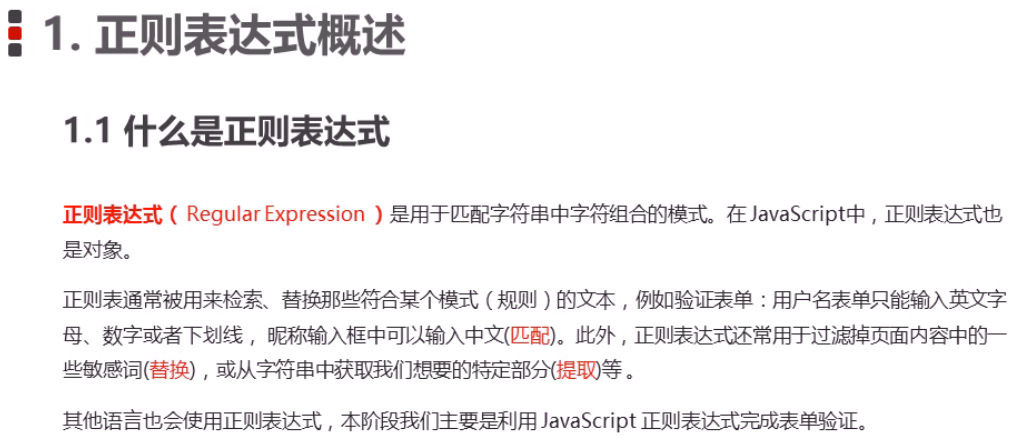 1. 正则表达式概述
1.1 什么是正则表达式
正则表达式（ Regular Expression ）是用于匹配字符串中字符组合的模式。在 JavaScript中，正则表达式也
是对象。
正则表通常被用来检索、替换那些符合某个模式（规则）的文本，例如验证表单：用户名表单只能输入英文字
母、数字或者下划线， 昵称输入框中可以输入中文(匹配)。此外，正则表达式还常用于过滤掉页面内容中的一
些敏感词(替换)，或从字符串中获取我们想要的特定部分(提取)等 。
其他语言也会使用正则表达式，本阶段我们主要是利用 JavaScript 正则表达式完成表单验证。